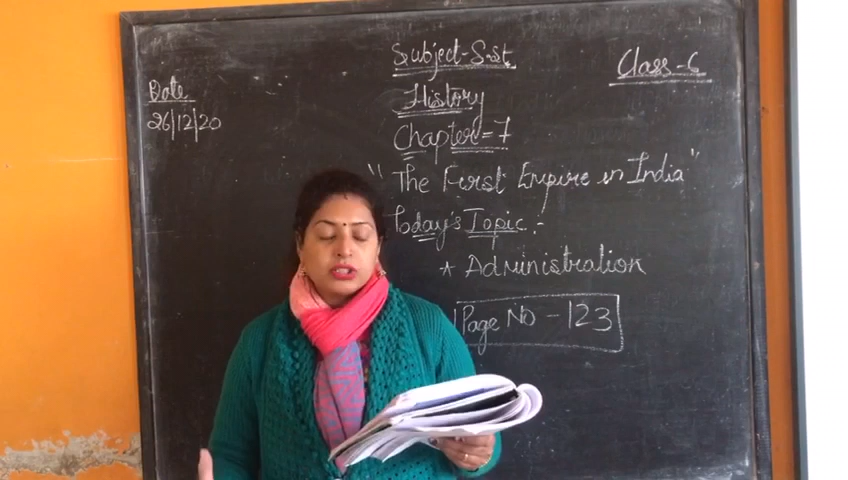 Subject-S.st
Class-6
Date
26/12/20
History
Chapter=7
"The First Empire in India"
Today's Topic:
* Administration
Page No - 123